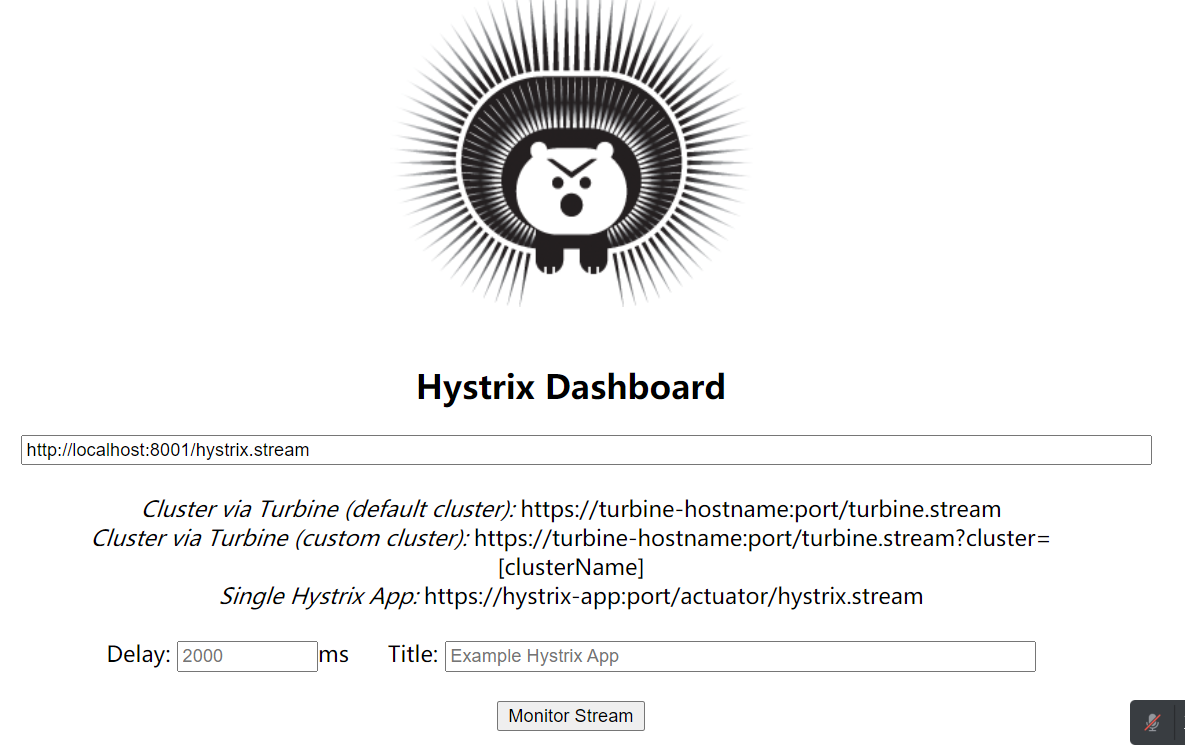 Hystrix Dashboard
http://localhost:8001/hystrix.stream
Cluster via Turbine (default cluster): https://turbine-hostname:port/turbine.stream
Cluster via Turbine (custom cluster): https://turbine-hostname:port/turbine.stream?cluster=
[clusterName]
Single Hystrix App: https://hystrix-app:port/actuator/hystrix.stream
Delay: 2000 ms Title: Example Hystrix App
Monitor Stream